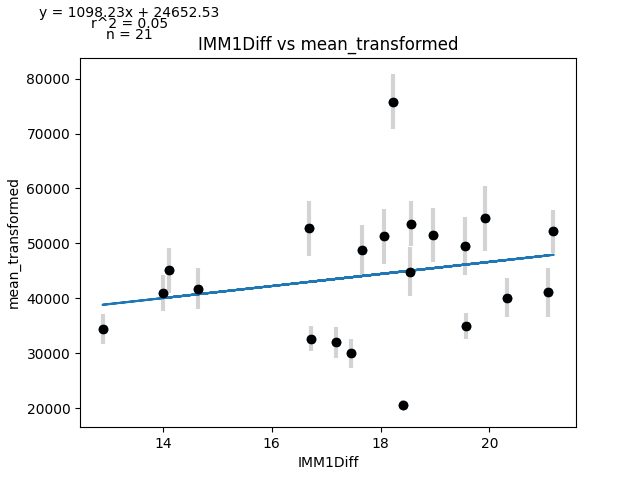 y = 1098.23x + 24652.53
r^2 = 0.05
n = 21
IMM1Diff vs mean_transformed
80000
70000
60000
50000
40000
30000
20000
mean_transformed
14 16 18 20
IMM1Diff